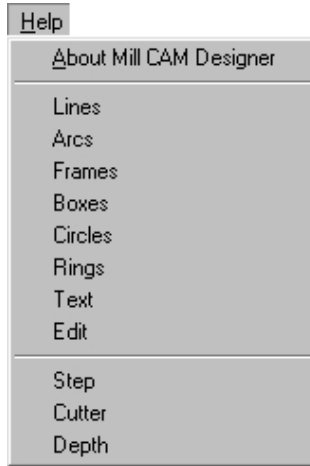 Help
About Mill CAM Designer
Lines
Arcs
Frames
Boxes
Circles
Rings
Text
Edit
Step
Cutter
Depth